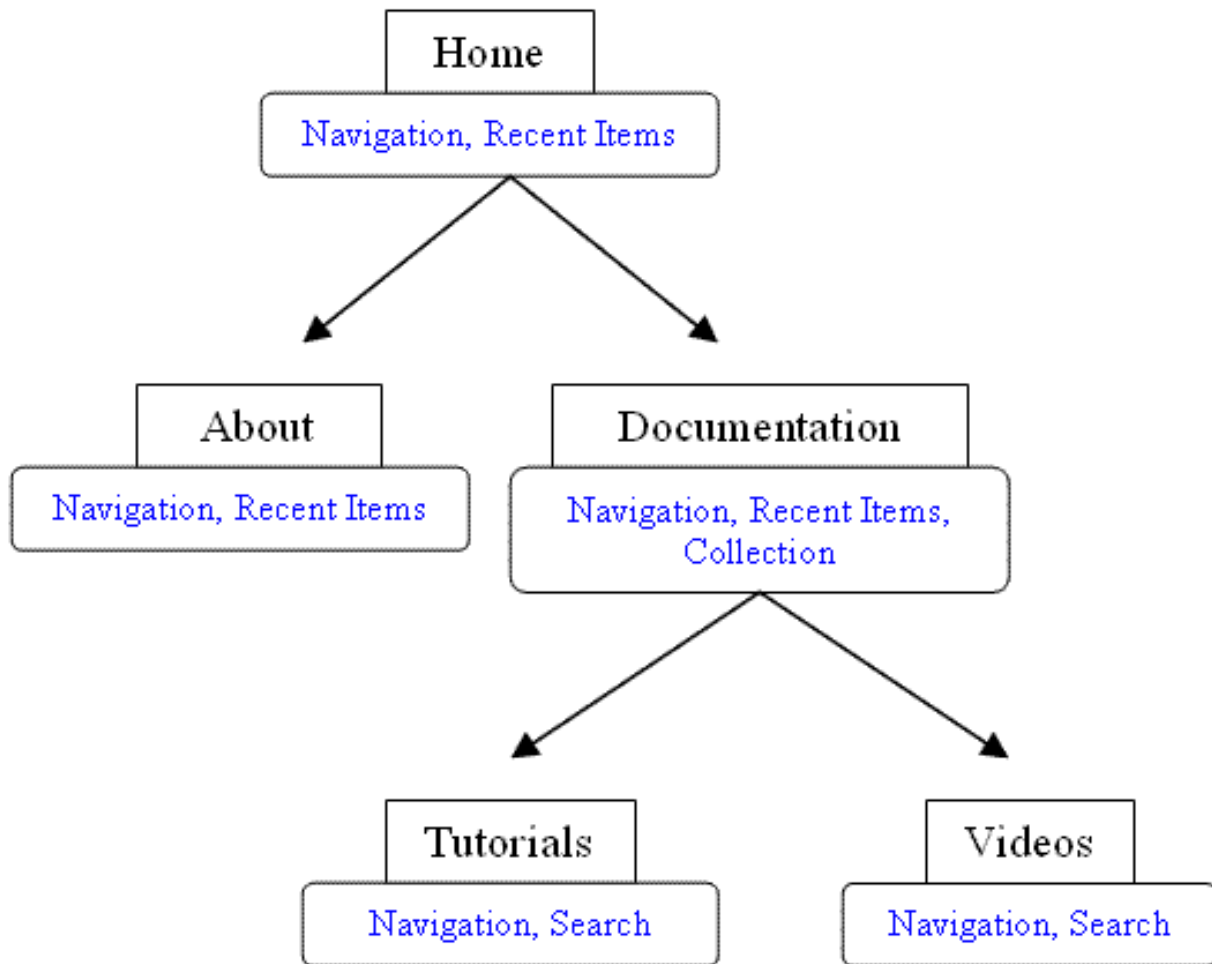 Home
Navigation, Recent Items
About
Documentation
Navigation, Recent Items
Navigation, Recent Items,
Collection
Tutorials
Videos
Navigation, Search
Navigation, Search